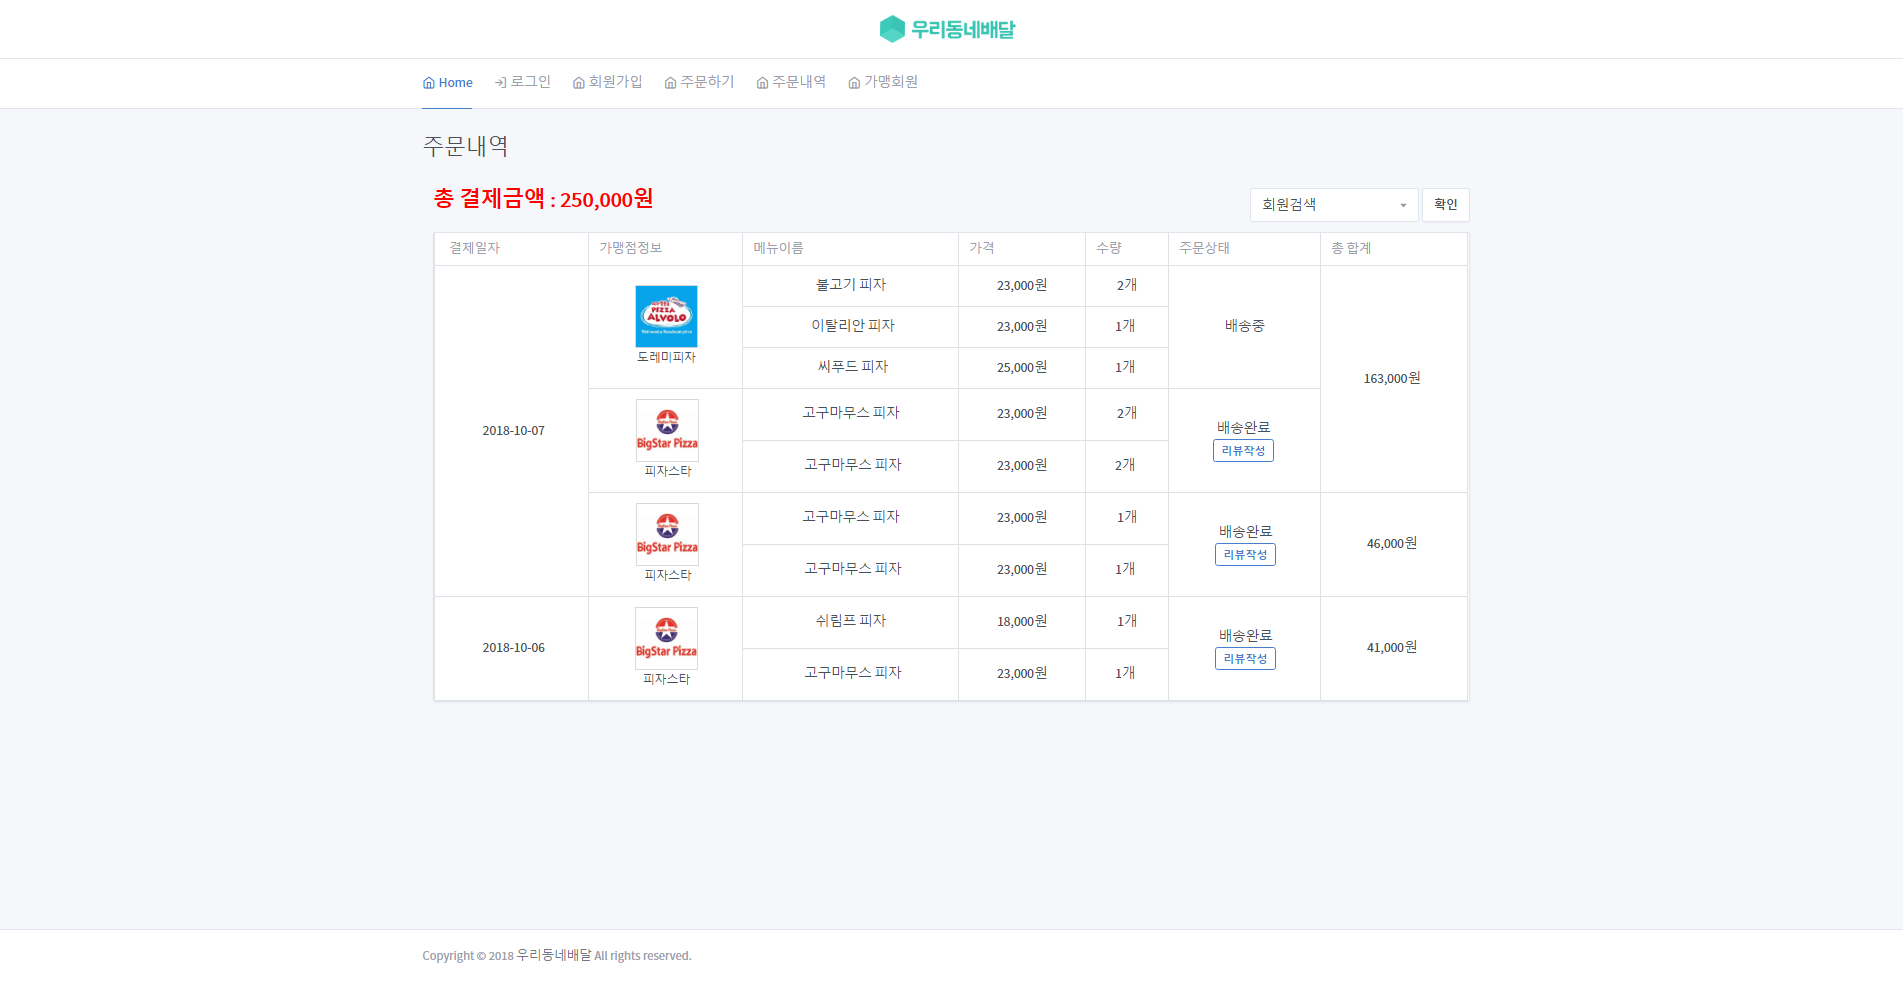 우리동네배달
Home 로그인 회원가입 주문하기 주문내역 가맹회원
주문내역
총 결제금액 : 250,000원
회원검색 확인
결제일자 가맹점정보 메뉴이름 가격 수량 주문상태 총 합계
2018-10-07
PIZZA ALVOLO
도레미피자
불고기 피자 23,000원 2개
이탈리안 피자 23,000원 1개
씨푸드 피자 25,000원 1개
배송중
163,000원
BigStar Pizza
피자스타
고구마무스 피자 23,000원 2개
고구마무스 피자 23,000원 2개
배송완료
리뷰작성
BigStar Pizza
피자스타
고구마무스 피자 23,000원 1개
고구마무스 피자 23,000원 1개
배송완료
리뷰작성
46,000원
2018-10-06
BigStar Pizza
피자스타
쉬림프 피자 18,000원 1개
고구마무스 피자 23,000원 1개
배송완료
리뷰작성
41,000원
Copyright © 2018 우리동네배달 All rights reserved.